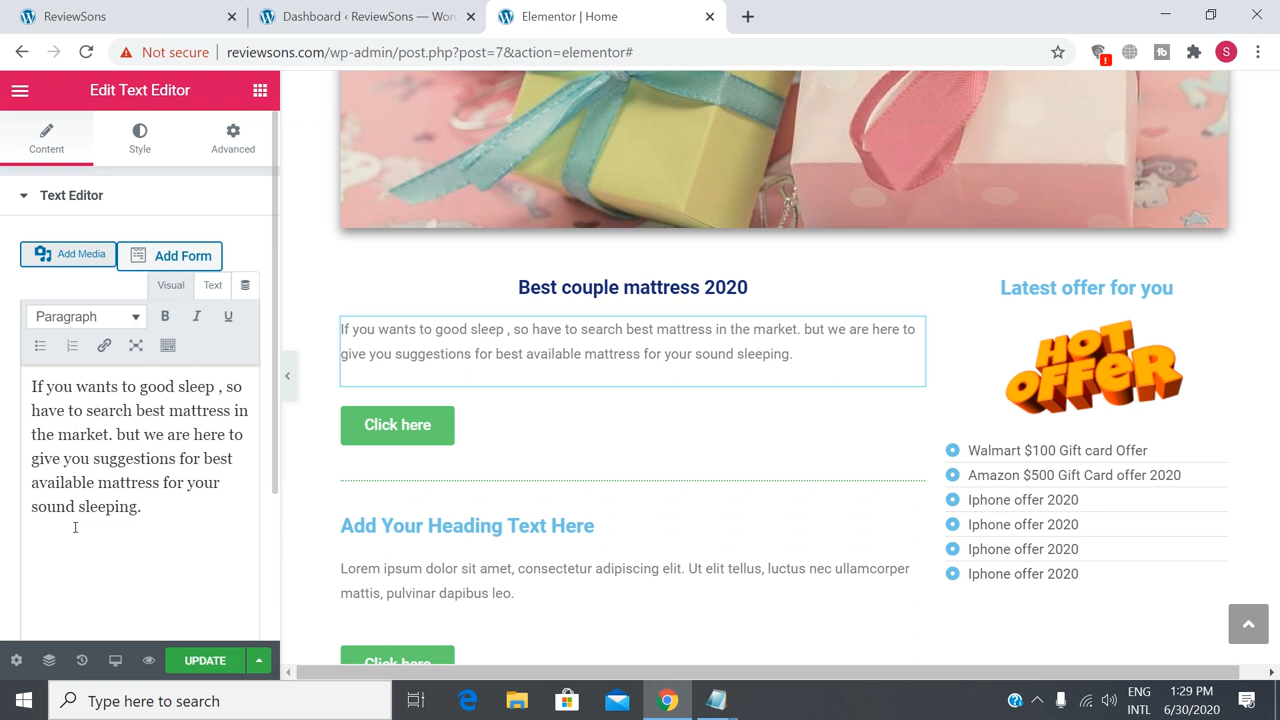 ReviewSons
Dashboard ‹ ReviewSons — Wor
Elementor | Home
Not secure
reviewsons.com/wp-admin/post.php?post=7&action=elementor#
S
Edit Text Editor
Content
Style
Advanced
Text Editor
Add Media
Add Form
Visual
Text
Paragraph
B
I
U
If you wants to good sleep , so
have to search best mattress in
the market. but we are here to
give you suggestions for best
available mattress for your
sound sleeping.
UPDATE
Best couple mattress 2020
If you wants to good sleep , so have to search best mattress in the market. but we are here to
give you suggestions for best available mattress for your sound sleeping.
Click here
Add Your Heading Text Here
Lorem ipsum dolor sit amet, consectetur adipiscing elit. Ut elit tellus, luctus nec ullamcorper
mattis, pulvinar dapibus leo.
Click here
Latest offer for you
HOT
OFFER
Walmart $100 Gift card Offer
Amazon $500 Gift Card offer 2020
Iphone offer 2020
Iphone offer 2020
Iphone offer 2020
Iphone offer 2020
Type here to search
ENG
INTL
1:29 PM
6/30/2020